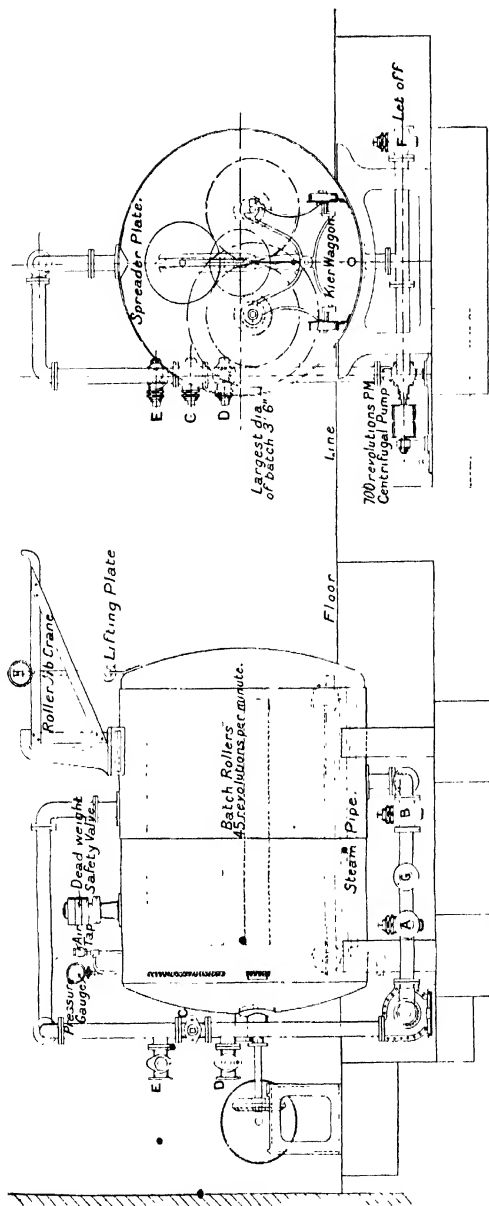 H
Roller Jib Crane
Preasure
Gauge
Air
Tap
Dead weight
Safety Valve
Lifting Plate
E
C
D
Batch Rollers
45 revolutions per minute.
Steam Pipe.
A
G
B
Floor Line
Spreader Plate.
E
C
D
Largest dia
of batch 3' 6"
Kier Waggon
700 revolutions PM
Centrifugal Pump
F Let off